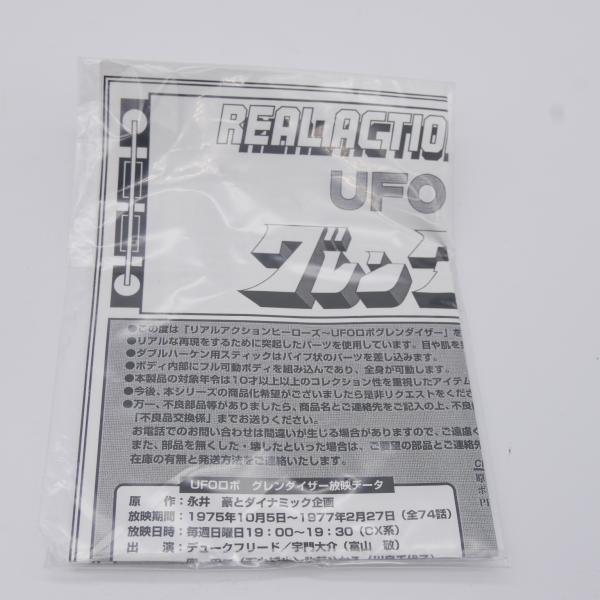 REAL ACTIO
UFO
グレン
●この度は「リアルアクションヒーローズ〜UFOロボグレンダイザー」を
●リアルな再現をするために突起したパーツを使用しています。目や肌を
●ダブルハーケン用スティックはパイプ状のパーツを差し込みます。
●ボディ内部にフル可動ボディを組み込んであり、全身が可動します。
●本製品の対象年令は10才以上以上のコレクション性を重視したアイテム
●今後、本シリーズの商品化希望がございましたら是非リクエストをくださ
●万一、不良部品等がありましたら、商品名とご連絡先をご記入の上、不良
「不良品交換係」までお送りください。
お電話でのお問い合わせは間違いが生じる場合がありますので、ご遠慮く
また、部品を無くした・壊したといった場合は、ご要望の部品とご連絡先
在庫の有無と発送方法をご連絡いたします。
UFOロボ グレンダイザー放映データ
原 作:永井 豪とダイナミック企画
放映期間:1975年10月5日〜1977年2月27日(全74話)
放映日時:毎週日曜日19:00〜19:30(CX系)
出 演:デュークフリード/宇門大介(富山 敬)